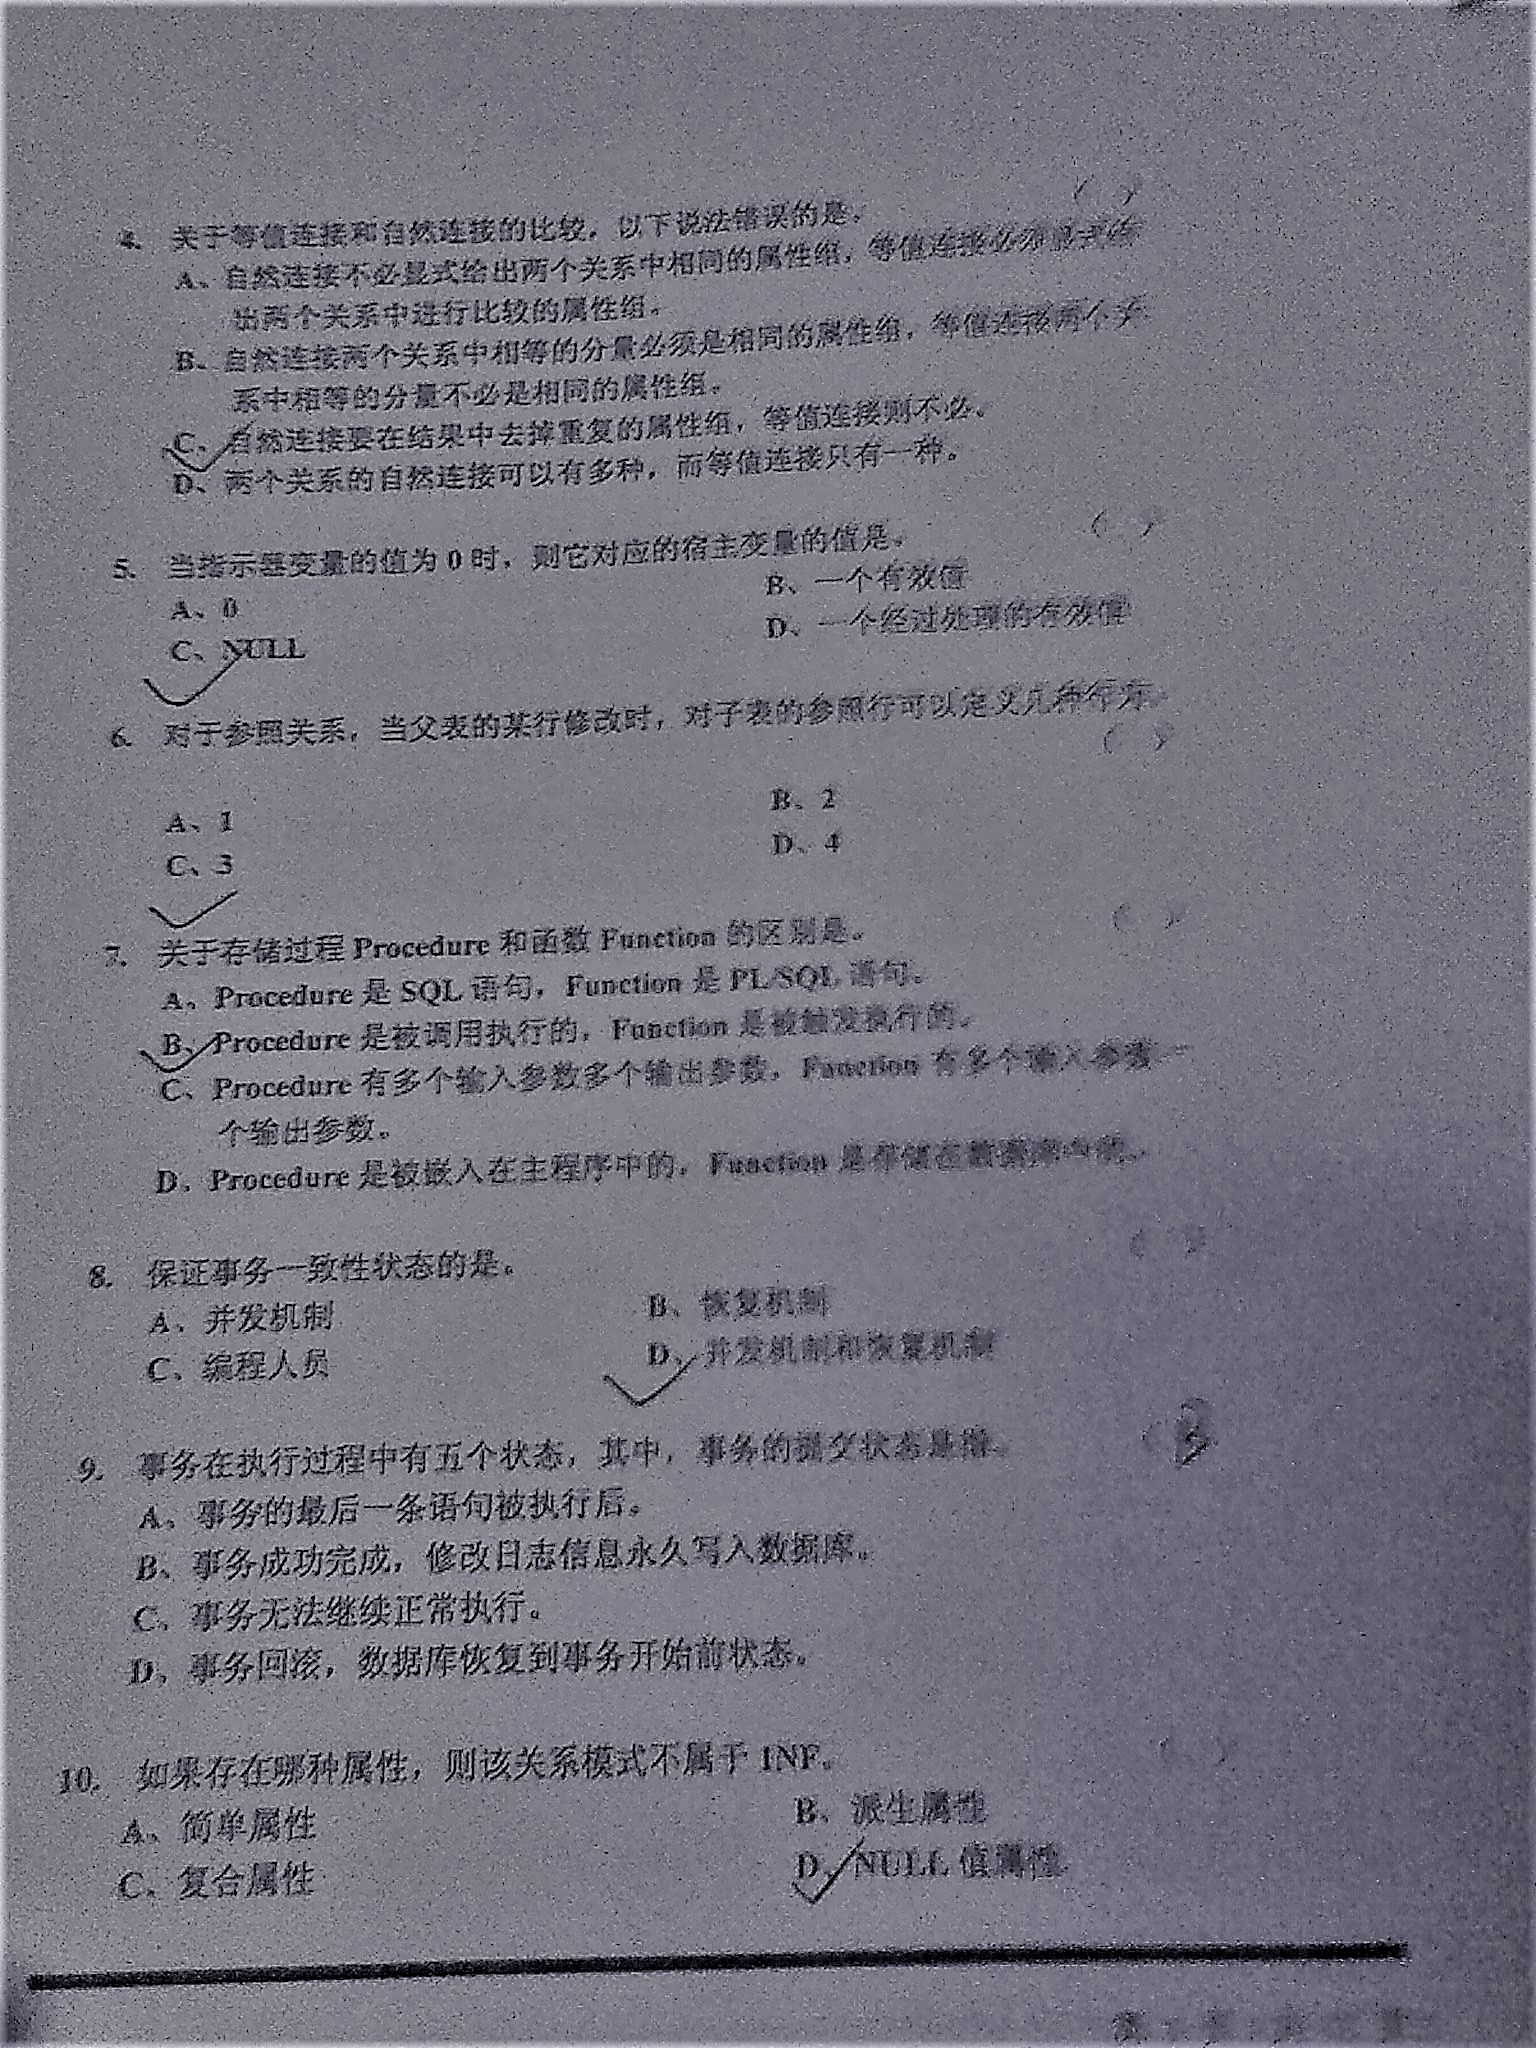 4. 关于等值连接和自然连接的比较，以下说法错误的是。 ( )
A、自然连接不必显式给出两个关系中相同的属性组，等值连接必须显式给
出两个关系中进行比较的属性组。
B、自然连接两个关系中相等的分量必须是相同的属性组，等值连接两个关
系中相等的分量不必是相同的属性组。
C、自然连接要在结果中去掉重复的属性组，等值连接则不必。
D、两个关系的自然连接可以有多种，而等值连接只有一种。
5. 当指示器变量的值为 0 时，则它对应的宿主变量的值是。 ( )
A、0 B、一个有效值
C、NULL D、一个经过处理的有效值
6. 对于参照关系，当父表的某行修改时，对子表的参照行可以定义几种行为。
( )
A、1 B、2
C、3 D、4
7. 关于存储过程 Procedure 和函数 Function 的区别是。 ( )
A、Procedure 是 SQL 语句，Function 是 PL/SQL 语句。
B、Procedure 是被调用执行的，Function 是被触发执行的。
C、Procedure 有多个输入参数多个输出参数，Function 有多个输入参数一
个输出参数。
D、Procedure 是被嵌入在主程序中的，Function 是存储在数据库中的。
8. 保证事务一致性状态的是。 ( )
A、并发机制 B、恢复机制
C、编程人员 D、并发机制和恢复机制
9. 事务在执行过程中有五个状态，其中，事务的提交状态是指。 (
A、事务的最后一条语句被执行后。
B、事务成功完成，修改日志信息永久写入数据库。
C、事务无法继续正常执行。
D、事务回滚，数据库恢复到事务开始前状态。
10. 如果存在哪种属性，则该关系模式不属于 1NF。 ( )
A、简单属性 B、派生属性
C、复合属性 D、NULL 值属性